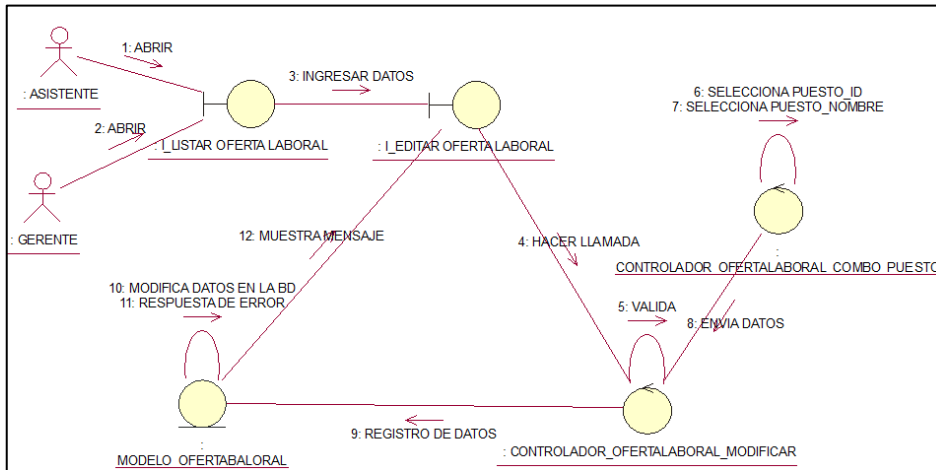 1: ABRIR
: ASISTENTE
3: INGRESAR DATOS
6: SELECCIONA PUESTO_ID
7: SELECCIONA PUESTO_NOMBRE
2: ABRIR
: I_LISTAR OFERTA LABORAL
: I_EDITAR OFERTA LABORAL
: GERENTE
12: MUESTRA MENSAJE
4: HACER LLAMADA
:
CONTROLADOR_OFERTALABORAL_COMBO_PUESTO
10: MODIFICA DATOS EN LA BD
11: RESPUESTA DE ERROR
5: VALIDA
8: ENVIA DATOS
9: REGISTRO DE DATOS
:
MODELO_OFERTABALORAL
: CONTROLADOR_OFERTALABORAL_MODIFICAR